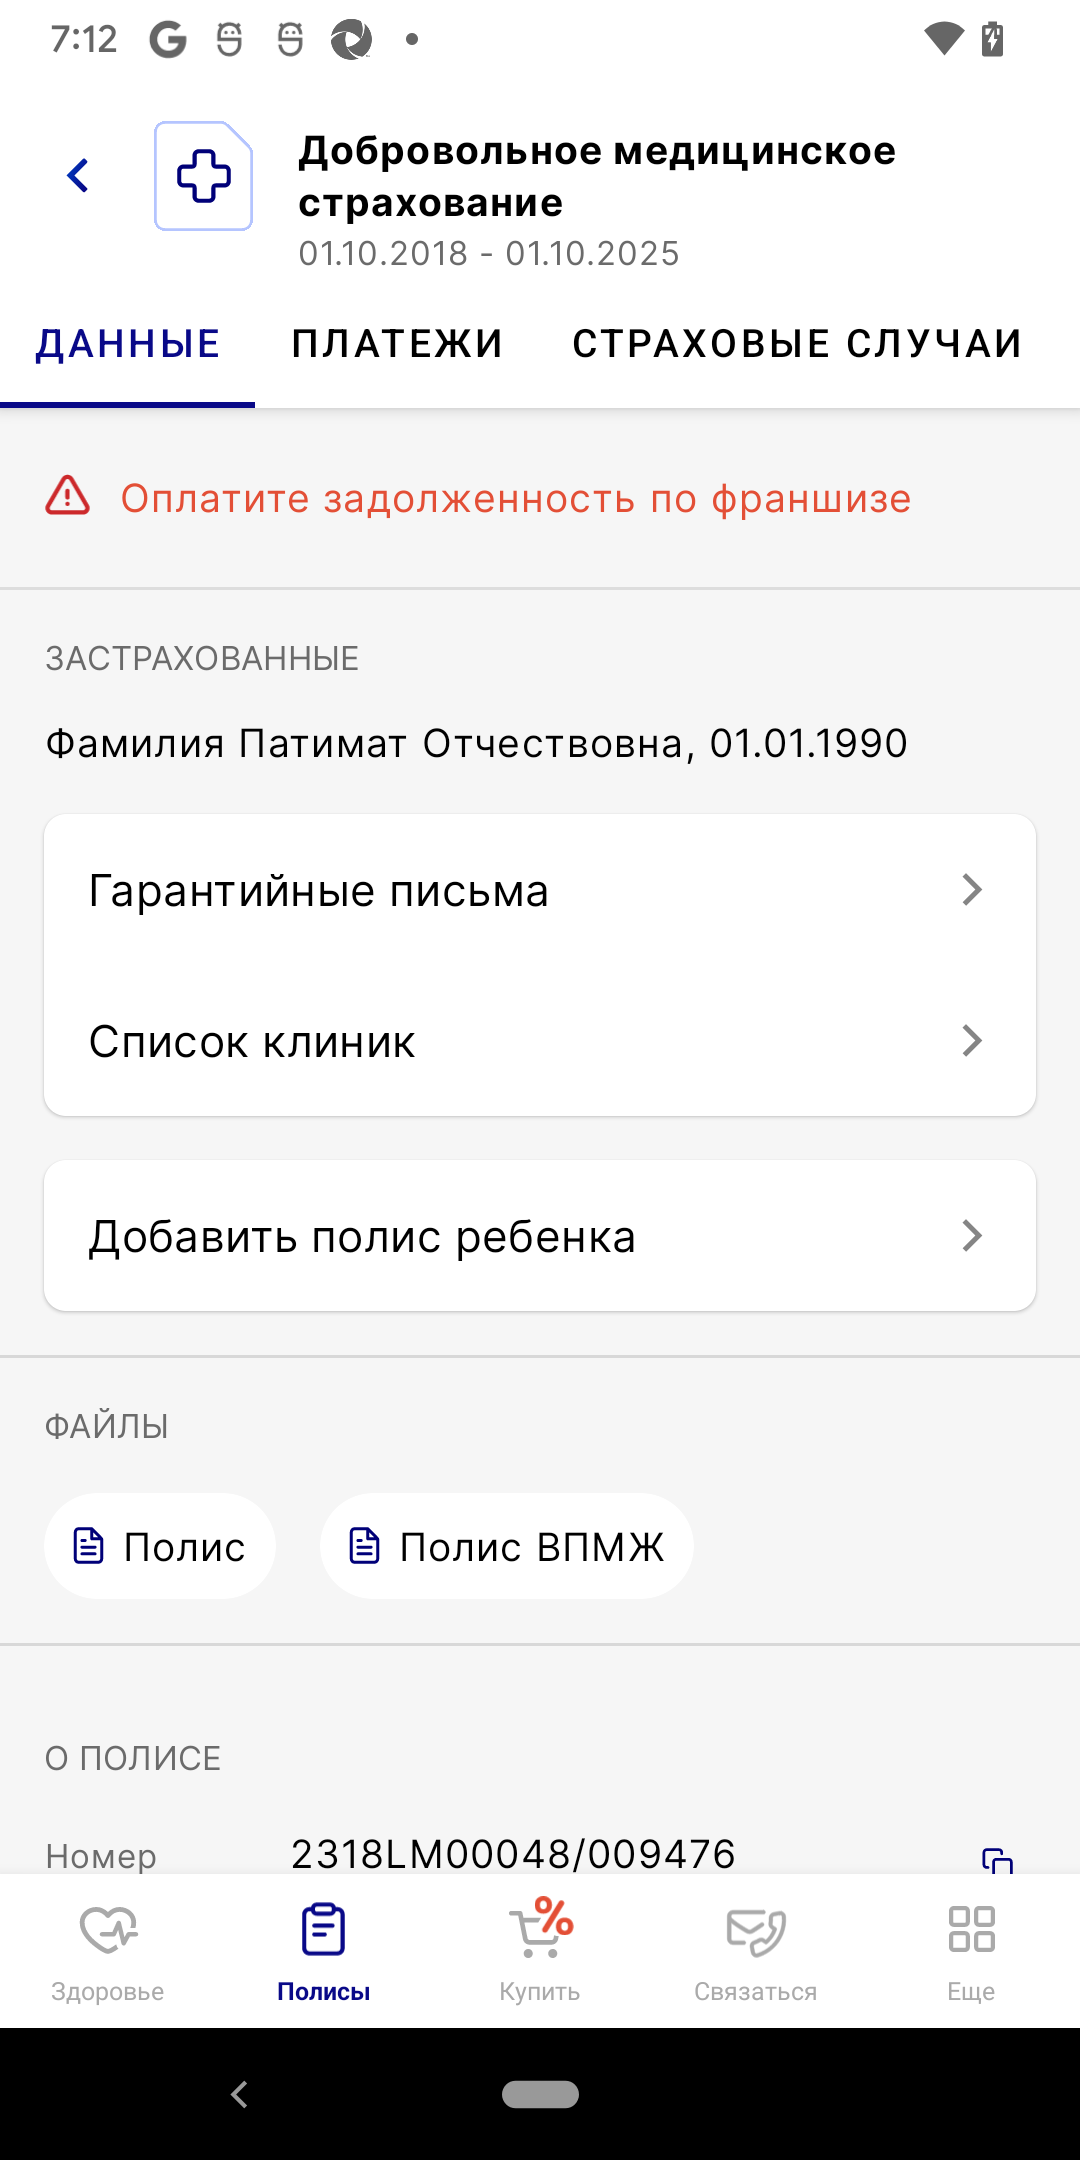 7:12
Добровольное медицинское
страхование
01.10.2018 - 01.10.2025
ДАННЫЕ ПЛАТЕЖИ СТРАХОВЫЕ СЛУЧАИ
Оплатите задолженность по франшизе
ЗАСТРАХОВАННЫЕ
Фамилия Патимат Отчествовна, 01.01.1990
Гарантийные письма
Список клиник
Добавить полис ребенка
ФАЙЛЫ
Полис Полис ВПМЖ
О ПОЛИСЕ
Номер 2318LM00048/009476
Здоровье Полисы Купить Связаться Еще